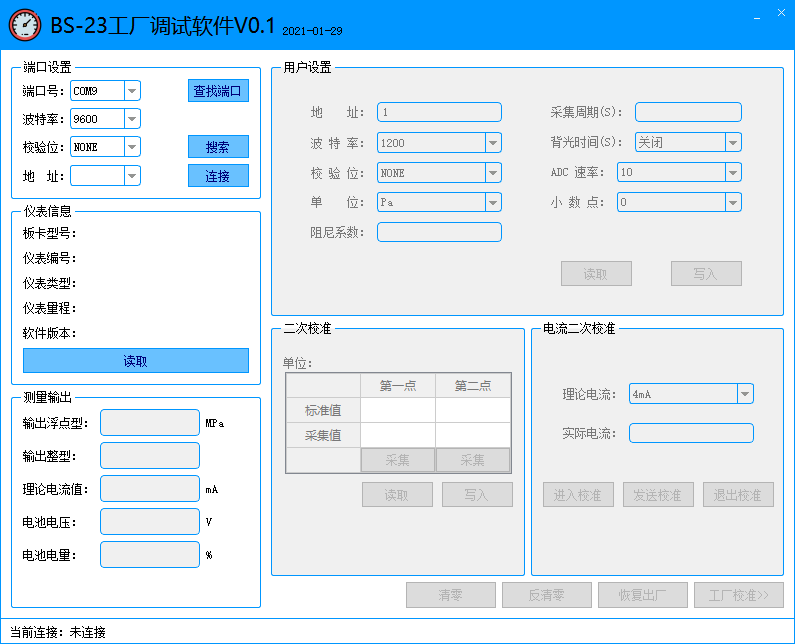 BS-23工厂调试软件V0.1 2021-01-29
端口设置
端口号: COM9 查找端口
波特率: 9600
校验位: NONE 搜索
地 址: 连接
仪表信息
板卡型号:
仪表编号:
仪表类型:
仪表量程:
软件版本:
读取
测量输出
输出浮点型: MPa
输出整型:
理论电流值: mA
电池电压: V
电池电量: %
用户设置
地 址: 1 采集周期(S):
波 特 率: 1200 背光时间(S): 关闭
校 验 位: NONE ADC 速率: 10
单 位: Pa 小 数 点: 0
阻尼系数:
读取 写入
二次校准
单位:
第一点 第二点
标准值
采集值
采集 采集
读取 写入
电流二次校准
理论电流: 4mA
实际电流:
进入校准 发送校准 退出校准
清零 反清零 恢复出厂 工厂校准>>
当前连接: 未连接